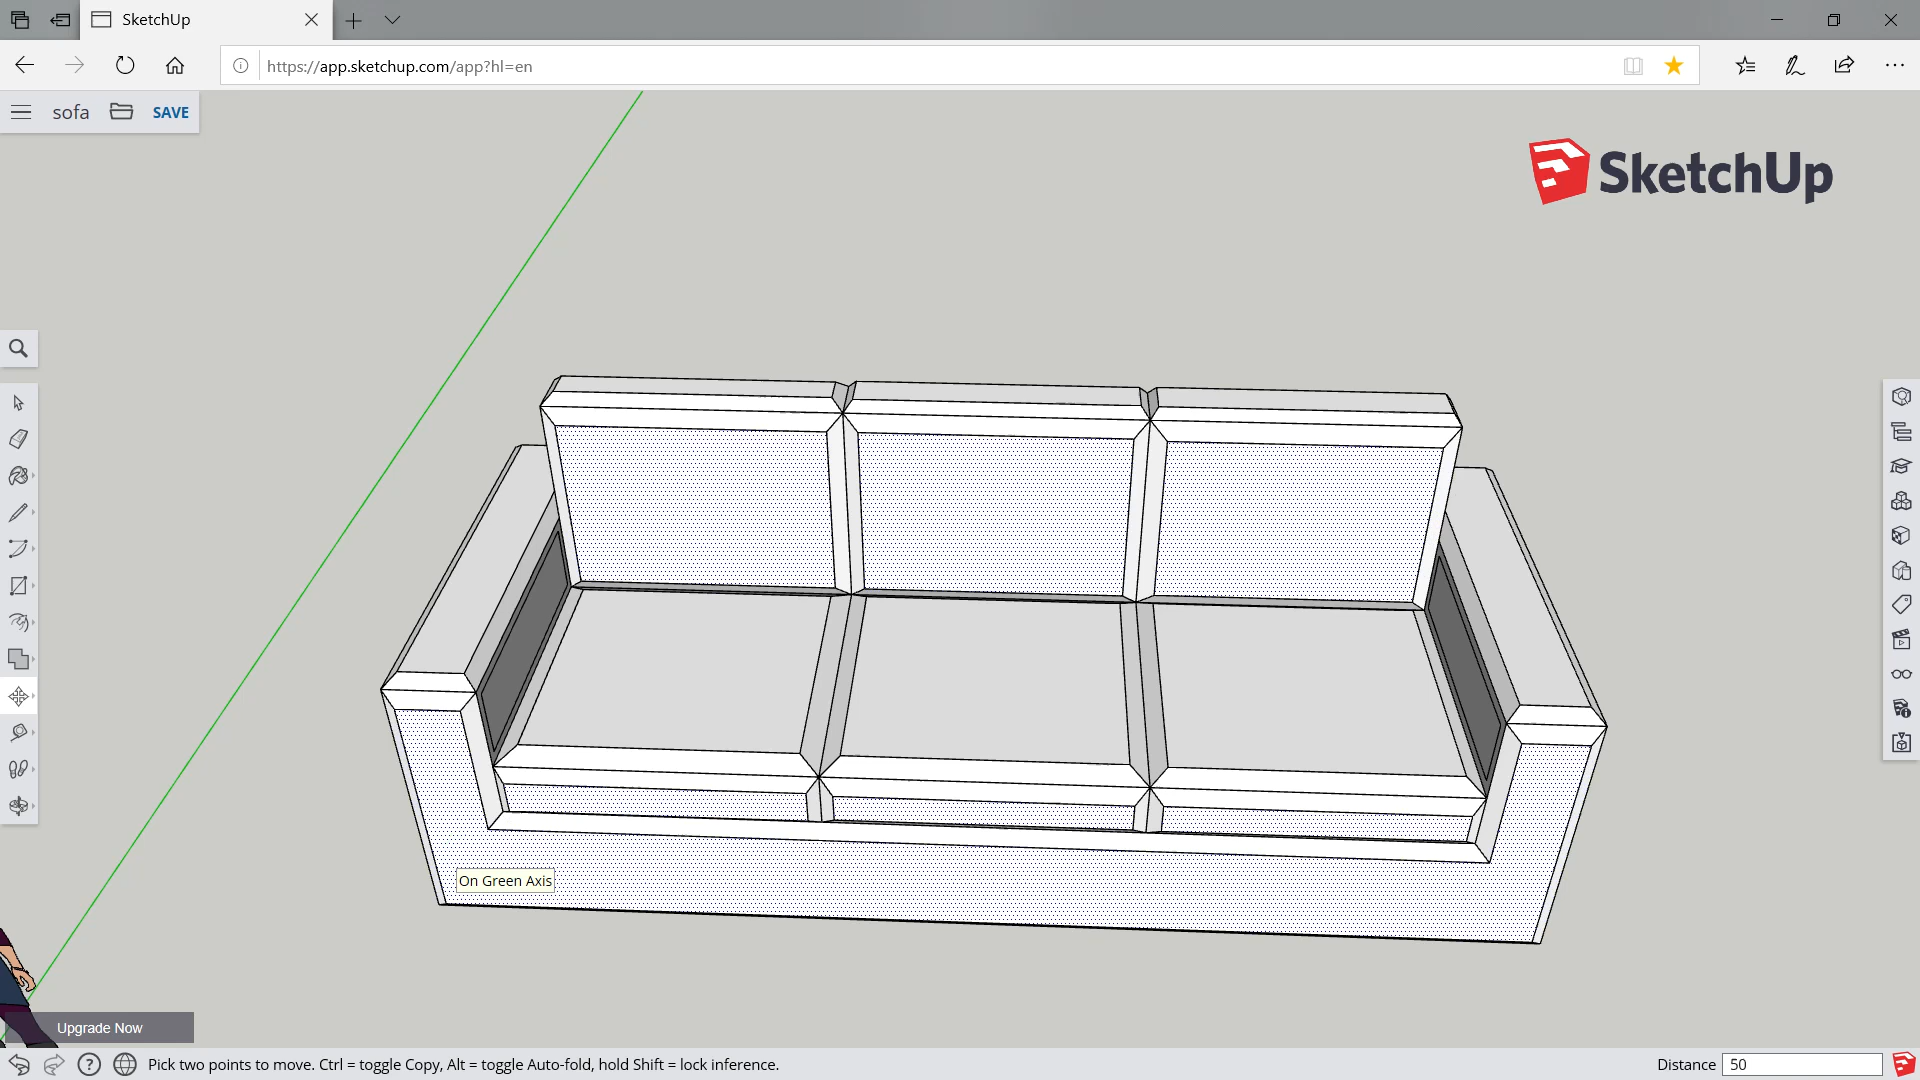 SketchUp
https://app.sketchup.com/app?hl=en
sofa
SAVE
SketchUp
On Green Axis
Upgrade Now
Pick two points to move. Ctrl = toggle Copy, Alt = toggle Auto-fold, hold Shift = lock inference.
Distance 50